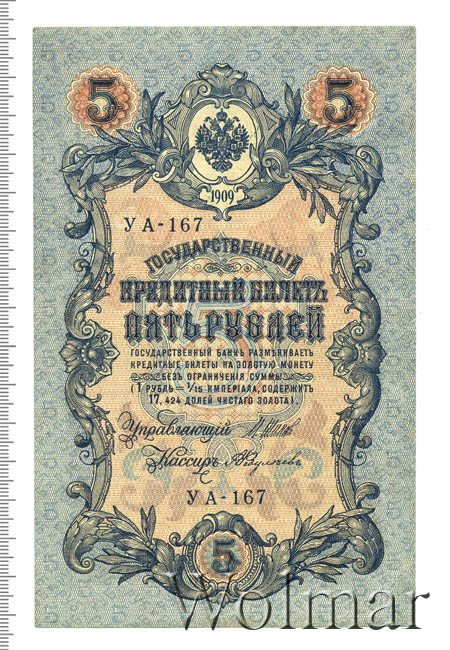 5 5
1909
УА-167
ГОСУДАРСТВЕННЫЙ
КРЕДИТНЫЙ БИЛЕТЪ
ПЯТЬ РУБЛЕЙ
ГОСУДАРСТВЕННЫЙ БАНКЪ РАЗМѢНИВАЕТЪ
КРЕДИТНЫЕ БИЛЕТЫ НА ЗОЛОТУЮ МОНЕТУ
БЕЗЪ ОГРАНИЧЕНІЯ СУММЫ
(1 РУБЛЬ = 1/15 ИМПЕРІАЛА, СОДЕРЖИТЪ
17,424 ДОЛЕЙ ЧИСТАГО ЗОЛОТА).
Управляющій
Кассиръ
УА-167
5
Wolmar